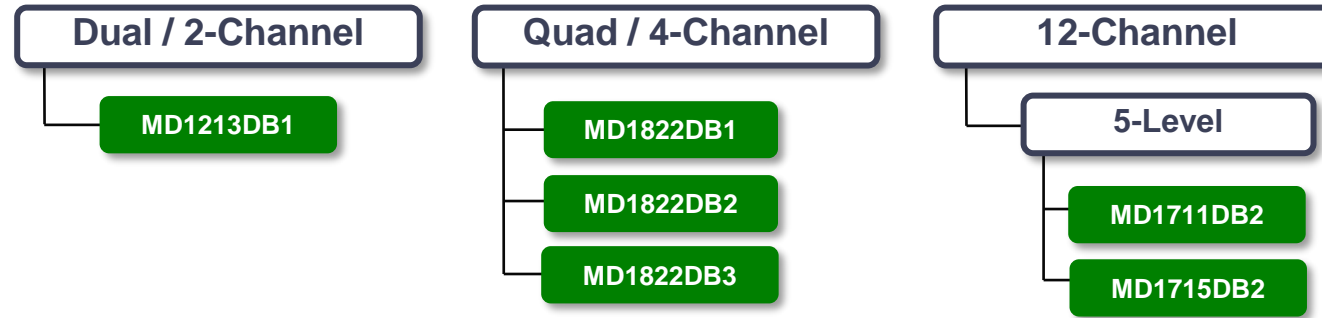 Dual / 2-Channel
MD1213DB1
Quad / 4-Channel
MD1822DB1
MD1822DB2
MD1822DB3
12-Channel
5-Level
MD1711DB2
MD1715DB2